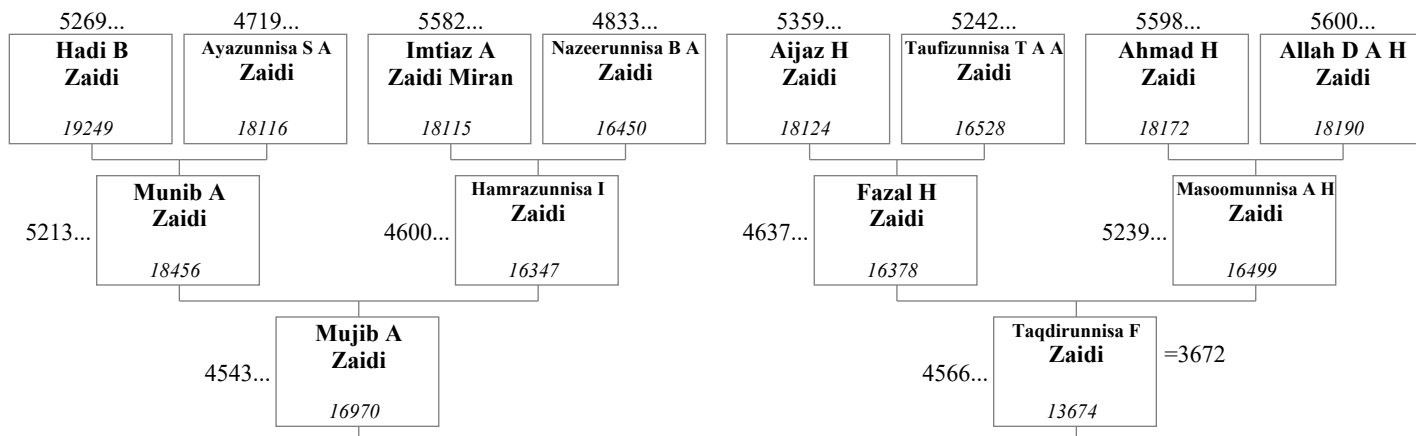 5269... 4719... 5582... 4833... 5359... 5242... 5598... 5600...
Hadi B Ayazunnisa S A Imtiaz A Nazeerunnisa B A Aijaz H Taufizunnisa T A A Ahmad H Allah D A H
Zaidi Zaidi Zaidi Miran Zaidi Zaidi Zaidi Zaidi Zaidi
19249 18116 18115 16450 18124 16528 18172 18190
Munib A Hamrazunnisa I Fazal H Masoomunnisa A H
Zaidi Zaidi Zaidi Zaidi
5213... 4600... 4637... 5239...
18456 16347 16378 16499
Mujib A Taqdirunnisa F
Zaidi Zaidi =3672
4543... 4566...
16970 13674